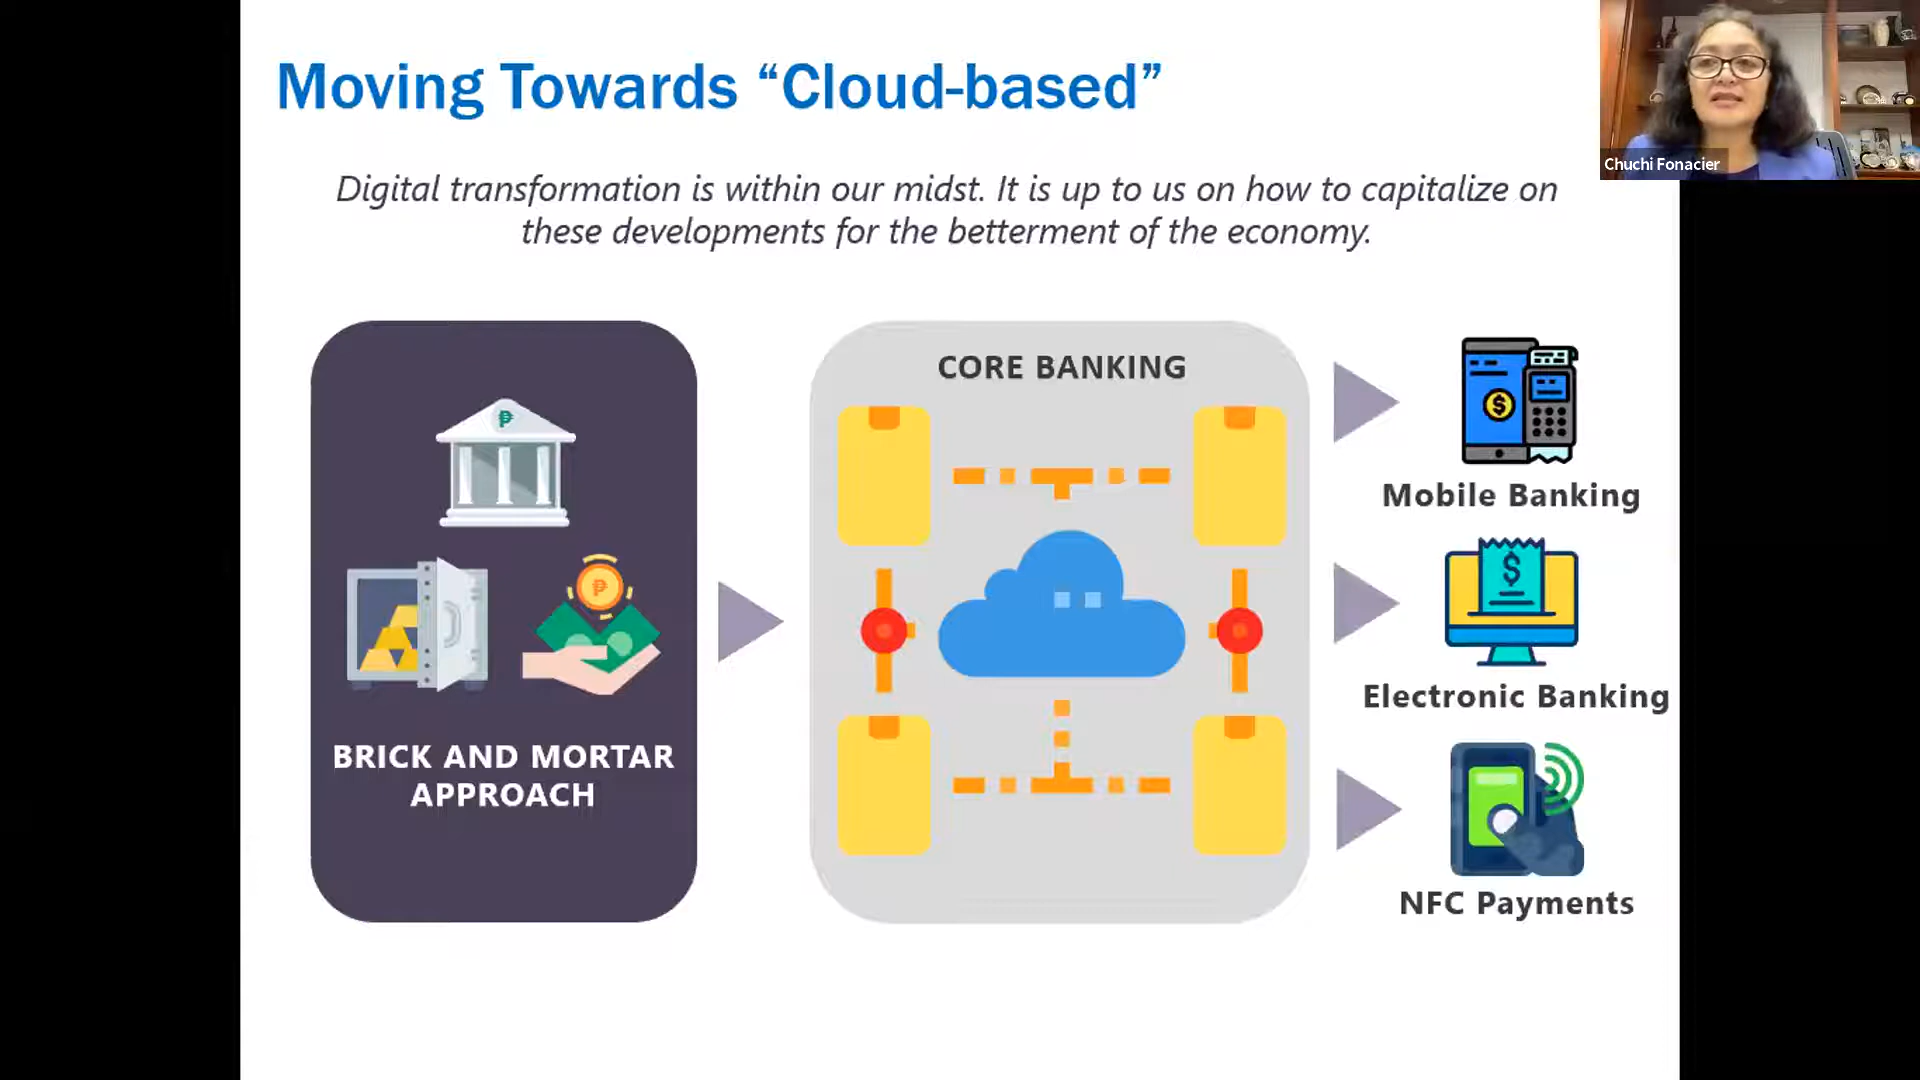 Moving Towards “Cloud-based”
Chuchi Fonacier
Digital transformation is within our midst. It is up to us on how to capitalize on
these developments for the betterment of the economy.
₱
₱
BRICK AND MORTAR
APPROACH
CORE BANKING
$
Mobile Banking
$
Electronic Banking
NFC Payments